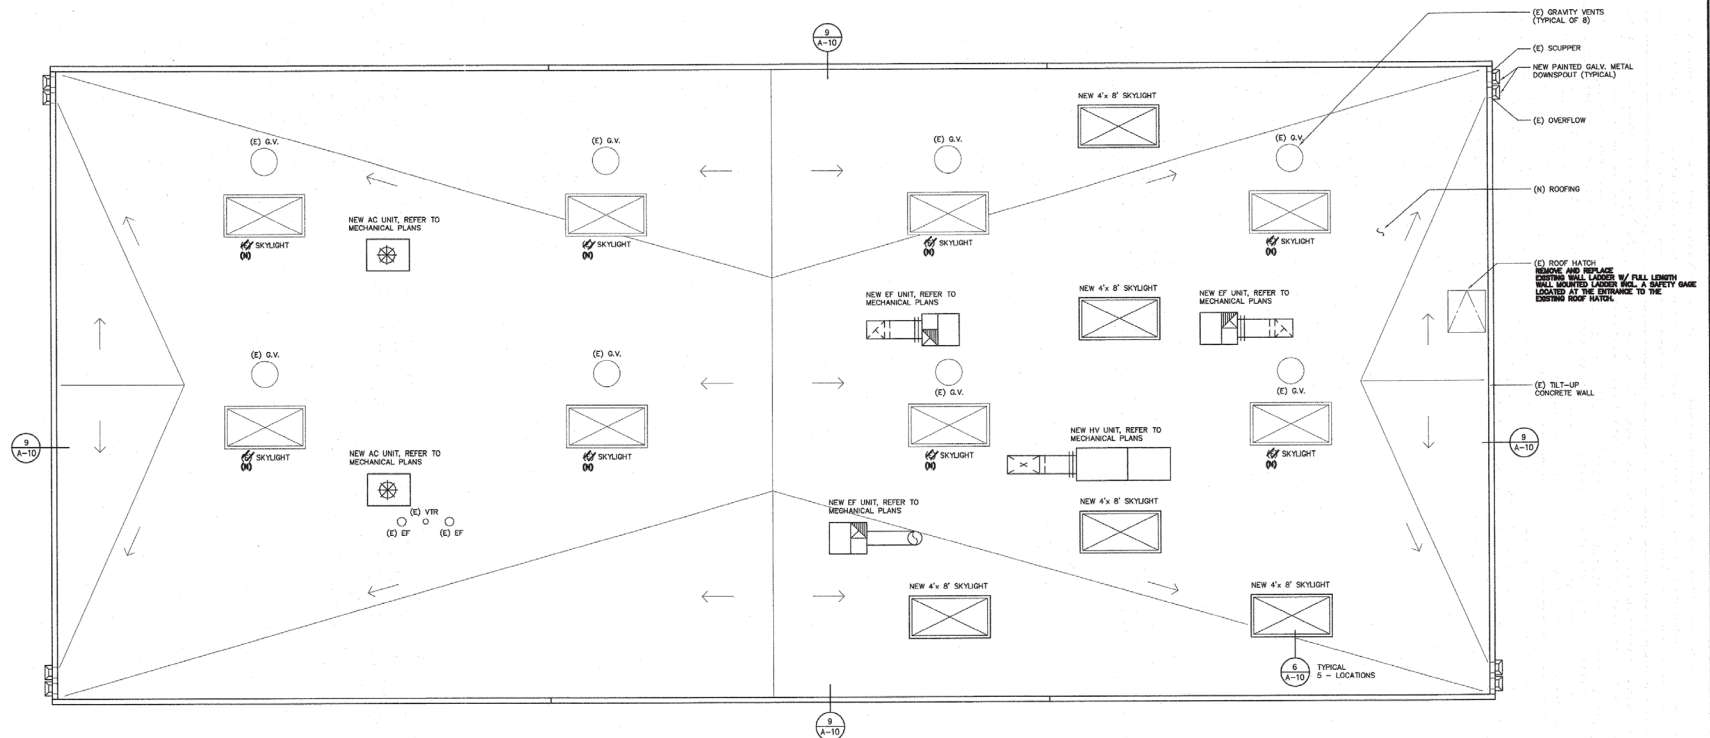 (E) GRAVITY VENTS
(TYPICAL OF 8)
9
A-10
(E) SCUPPER
NEW PAINTED GALV. METAL
DOWNSPOUT (TYPICAL)
NEW 4'x 8' SKYLIGHT
(E) OVERFLOW
(E) G.V.
(E) G.V.
(E) G.V.
(E) G.V.
(N) ROOFING
NEW AC UNIT, REFER TO
MECHANICAL PLANS
SKYLIGHT
(N)
SKYLIGHT
(N)
SKYLIGHT
(N)
SKYLIGHT
(N)
(E) ROOF HATCH
REMOVE AND REPLACE
EXISTING WALL LADDER W/ FULL LENGTH
WALL MOUNTED LADDER INCL. A SAFETY CAGE
LOCATED AT THE ENTRANCE TO THE
EXISTING ROOF HATCH.
NEW EF UNIT, REFER TO
MECHANICAL PLANS
NEW 4'x 8' SKYLIGHT
NEW EF UNIT, REFER TO
MECHANICAL PLANS
(E) G.V.
(E) G.V.
(E) G.V.
(E) G.V.
(E) TILT-UP
CONCRETE WALL
9
A-10
SKYLIGHT
(N)
SKYLIGHT
(N)
SKYLIGHT
(N)
SKYLIGHT
(N)
NEW HV UNIT, REFER TO
MECHANICAL PLANS
9
A-10
NEW AC UNIT, REFER TO
MECHANICAL PLANS
(E) VTR
(E) EF
(E) EF
NEW EF UNIT, REFER TO
MECHANICAL PLANS
NEW 4'x 8' SKYLIGHT
NEW 4'x 8' SKYLIGHT
NEW 4'x 8' SKYLIGHT
6
A-10
TYPICAL
5 - LOCATIONS
9
A-10